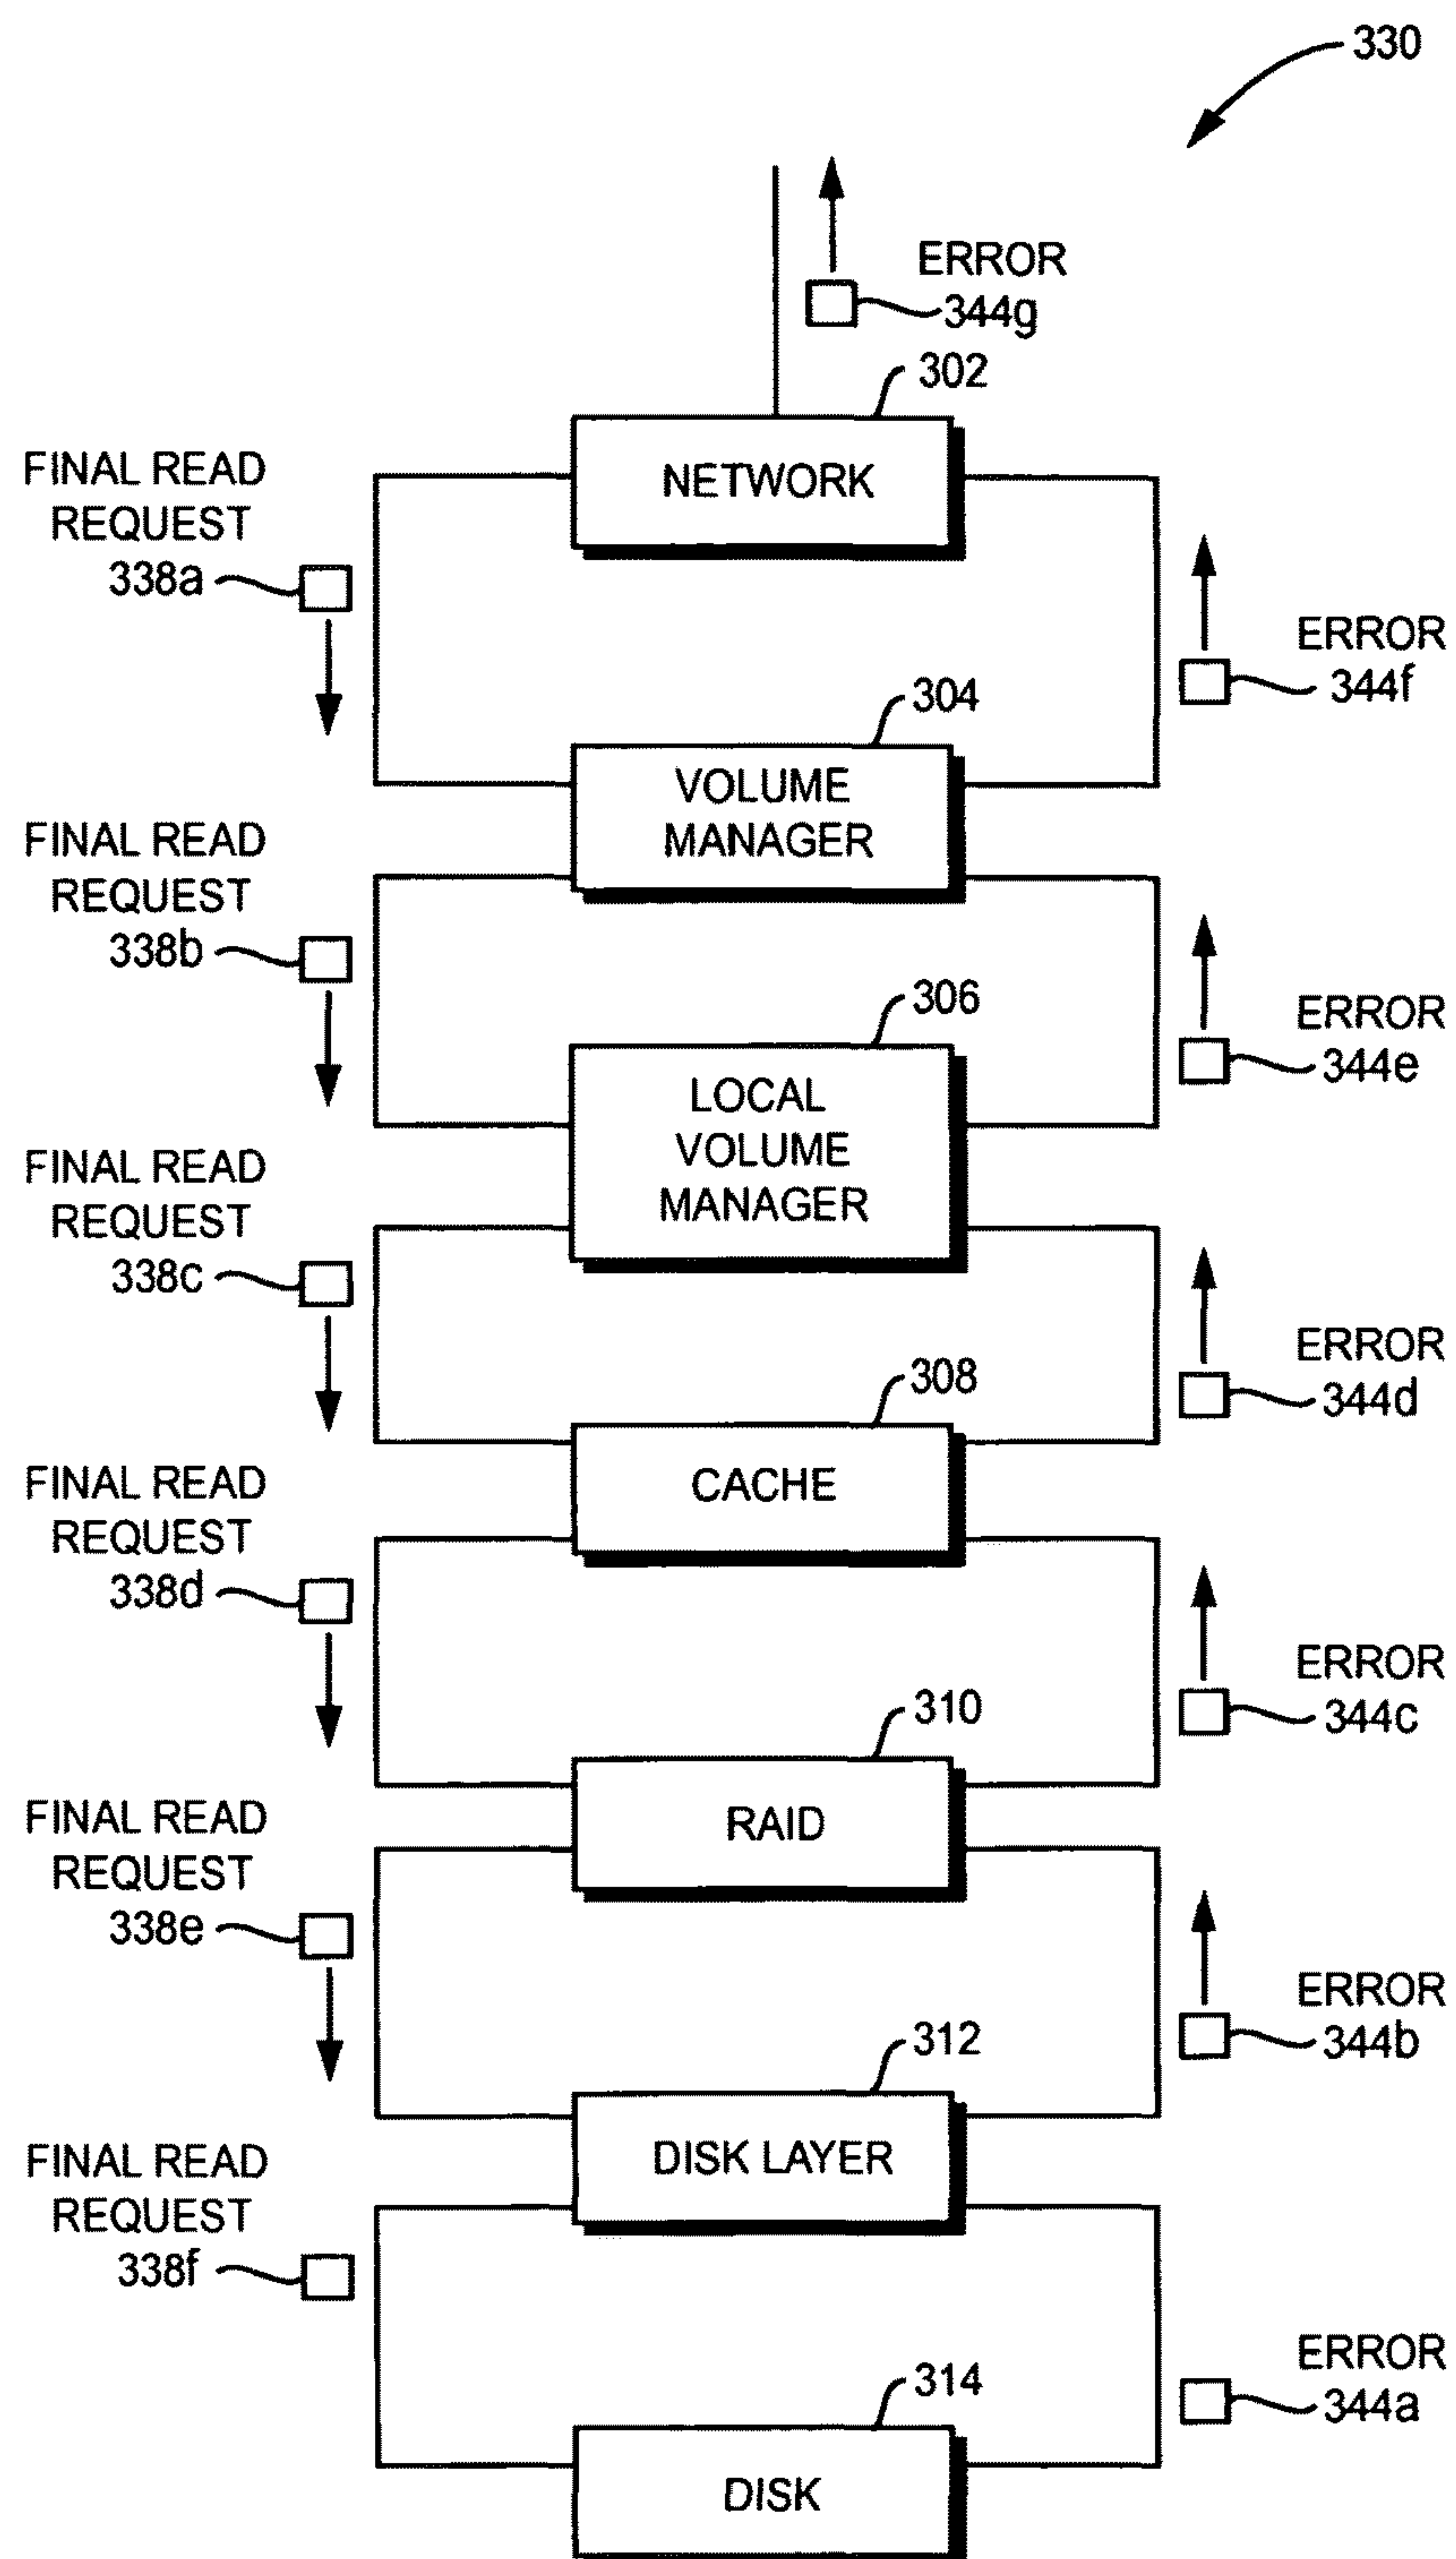 330
ERROR
344g
302
NETWORK
FINAL READ
REQUEST
338a
ERROR
344f
304
VOLUME
MANAGER
FINAL READ
REQUEST
338b
ERROR
344e
306
LOCAL
VOLUME
MANAGER
FINAL READ
REQUEST
338c
ERROR
344d
308
CACHE
FINAL READ
REQUEST
338d
ERROR
344c
310
RAID
FINAL READ
REQUEST
338e
ERROR
344b
312
DISK LAYER
FINAL READ
REQUEST
338f
ERROR
344a
314
DISK